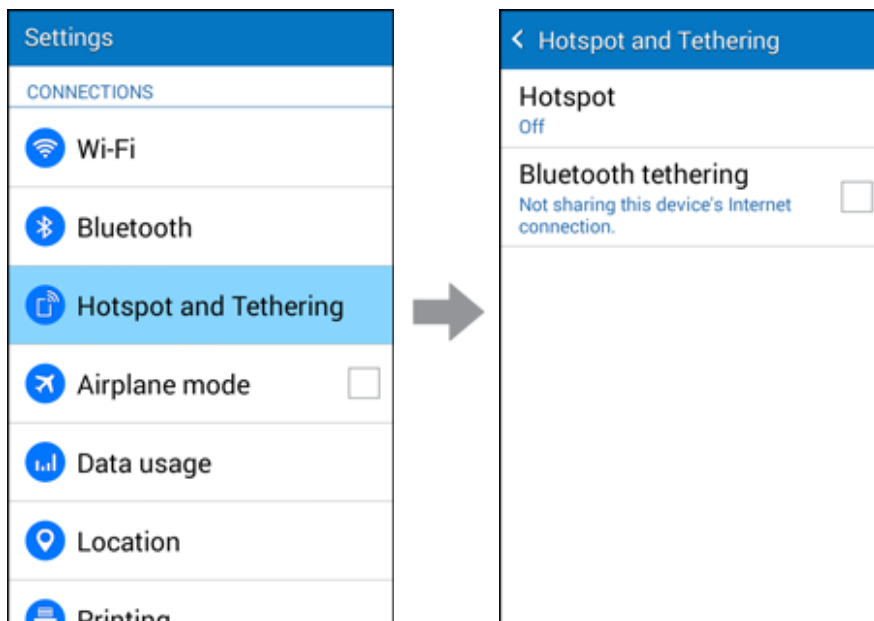 Settings
CONNECTIONS
Wi-Fi
Bluetooth
Hotspot and Tethering
Airplane mode
Data usage
Location
Printing
Hotspot and Tethering
Hotspot
Off
Bluetooth tethering
Not sharing this device's Internet
connection.